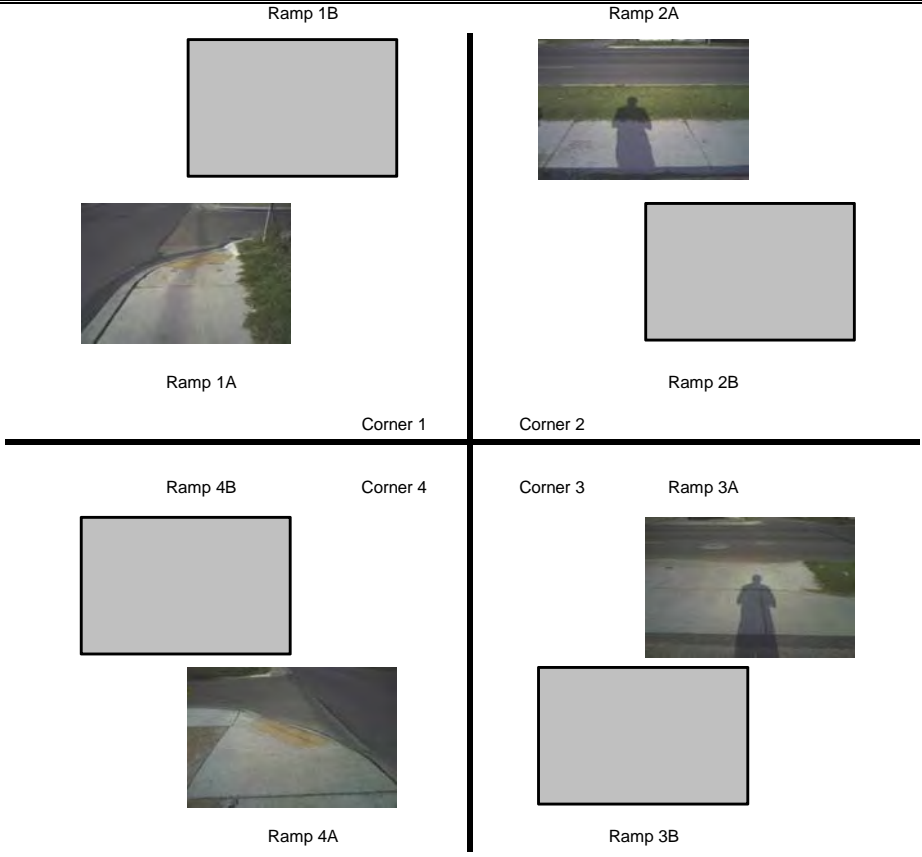 Ramp 1B
Ramp 2A
Ramp 1A
Ramp 2B
Corner 1
Corner 2
Ramp 4B
Corner 4
Corner 3
Ramp 3A
Ramp 4A
Ramp 3B